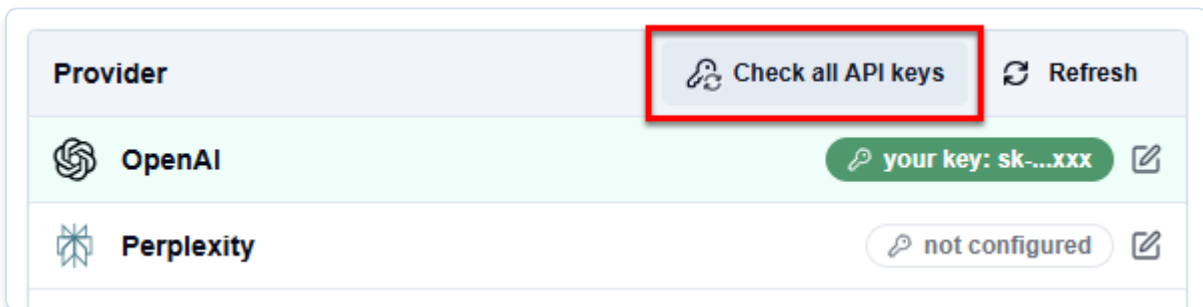 Provider Check all API keys Refresh
OpenAI your key: sk-...xxx
Perplexity not configured